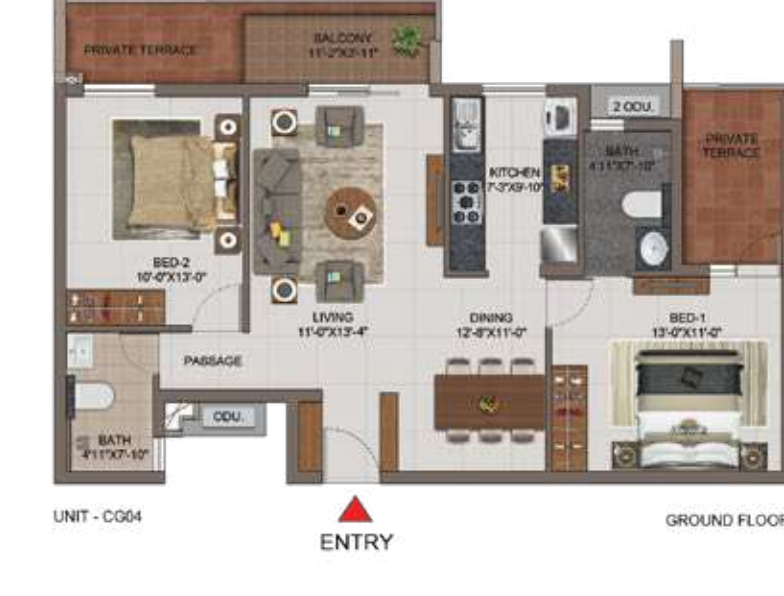 PRIVATE TERRACE
BALCONY
11'-2"X3'-11"
2 ODU.
PRIVATE
TERRACE
BATH
4'11"X7'-10"
KITCHEN
7'-3"X9'-10"
BED-2
10'-0"X13'-0"
LIVING
11'-0"X13'-4"
DINING
12'-8"X11'-0"
BED-1
13'-0"X11'-0"
PASSAGE
ODU.
BATH
4'11"X7'-10"
UNIT - CG04
GROUND FLOOR
ENTRY